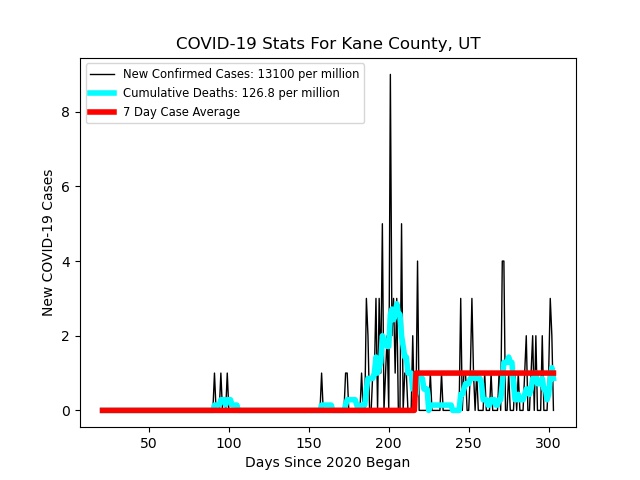 COVID-19 Stats For Kane County, UT
New Confirmed Cases: 13100 per million
Cumulative Deaths: 126.8 per million
7 Day Case Average
New COVID-19 Cases
8
6
4
2
0
50 100 150 200 250 300
Days Since 2020 Began